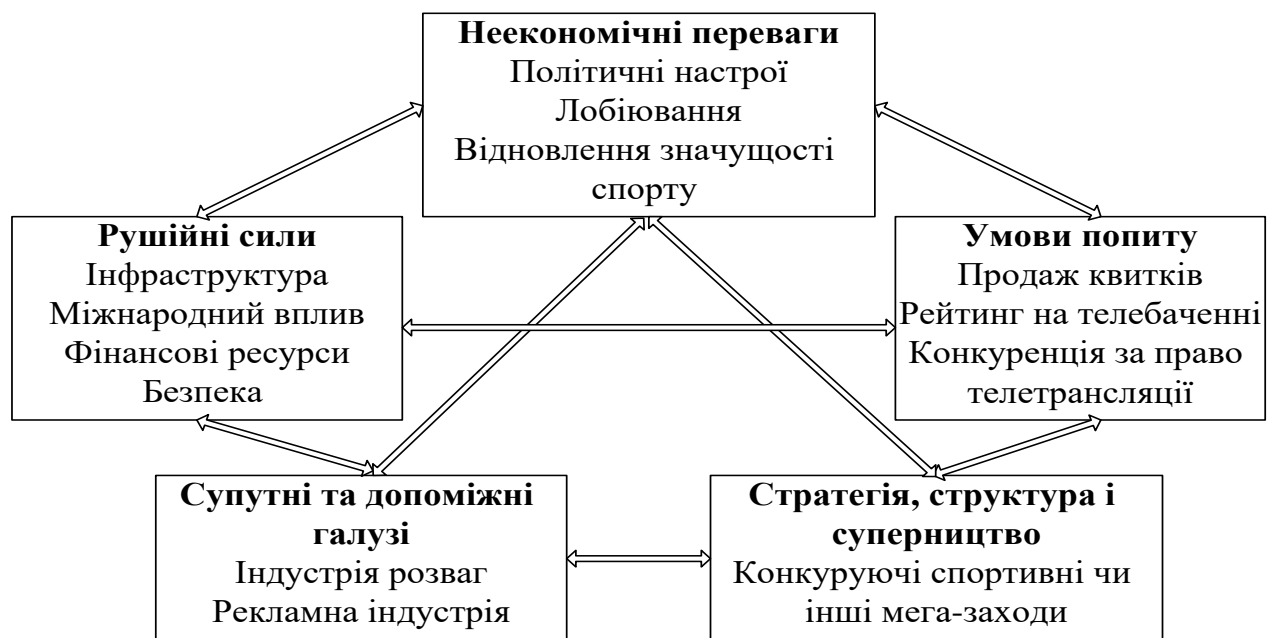 Неекономічні переваги
Політичні настрої
Лобіювання
Відновлення значущості
спорту
Рушійні сили
Інфраструктура
Міжнародний вплив
Фінансові ресурси
Безпека
Умови попиту
Продаж квитків
Рейтинг на телебаченні
Конкуренція за право
телетрансляції
Супутні та допоміжні
галузі
Індустрія розваг
Рекламна індустрія
Стратегія, структура і
суперництво
Конкуруючі спортивні чи
інші мега-заходи